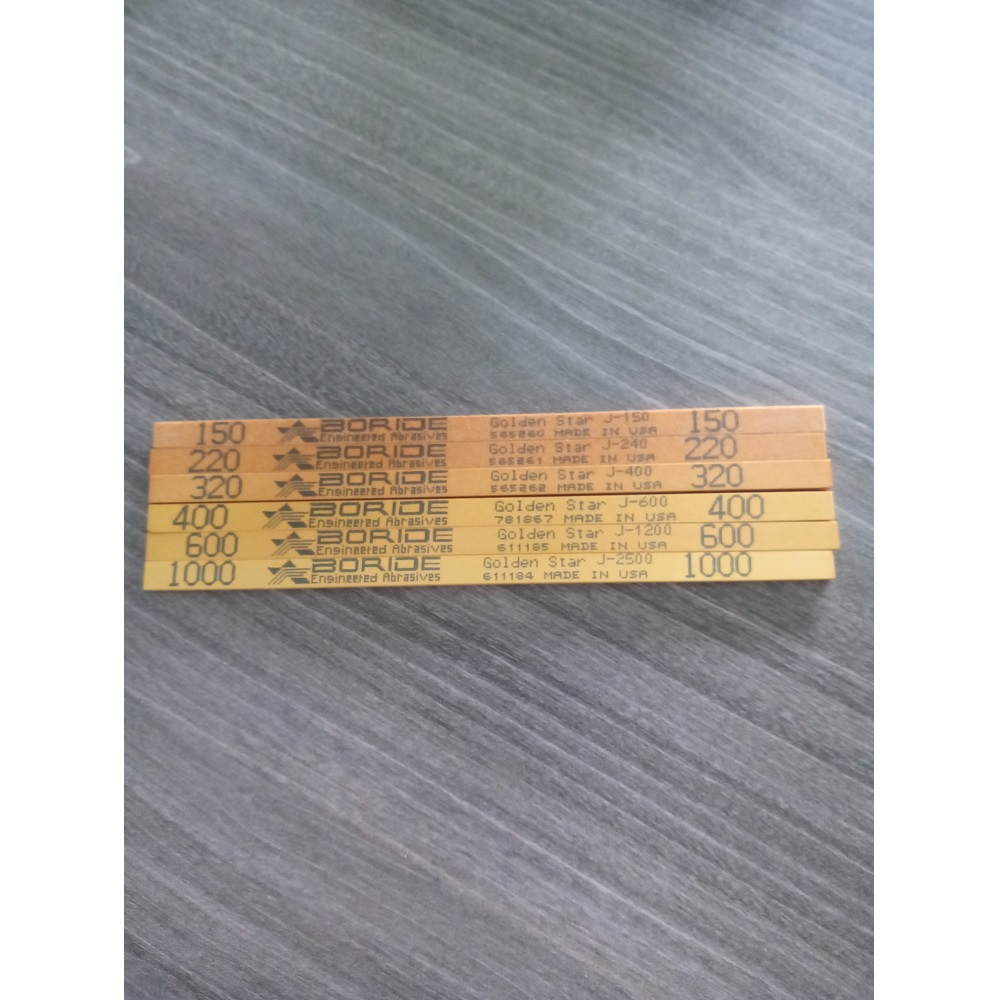 150 BORIDE Engineered Abrasives Golden Star J-150 565260 MADE IN USA 150
220 BORIDE Engineered Abrasives Golden Star J-240 565261 MADE IN USA 220
320 BORIDE Engineered Abrasives Golden Star J-400 565262 MADE IN USA 320
400 BORIDE Engineered Abrasives Golden Star J-600 781867 MADE IN USA 400
600 BORIDE Engineered Abrasives Golden Star J-1200 611185 MADE IN USA 600
1000 BORIDE Engineered Abrasives Golden Star J-2500 611184 MADE IN USA 1000